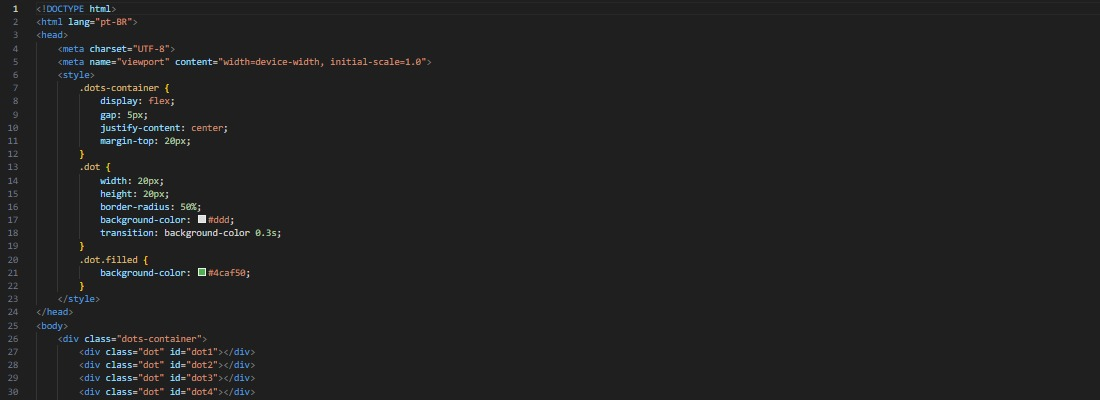 1 <!DOCTYPE html>
2 <html lang="pt-BR">
3 <head>
4     <meta charset="UTF-8">
5     <meta name="viewport" content="width=device-width, initial-scale=1.0">
6     <style>
7         .dots-container {
8             display: flex;
9             gap: 5px;
10             justify-content: center;
11             margin-top: 20px;
12         }
13         .dot {
14             width: 20px;
15             height: 20px;
16             border-radius: 50%;
17             background-color: #ddd;
18             transition: background-color 0.3s;
19         }
20         .dot.filled {
21             background-color: #4caf50;
22         }
23     </style>
24 </head>
25 <body>
26     <div class="dots-container">
27         <div class="dot" id="dot1"></div>
28         <div class="dot" id="dot2"></div>
29         <div class="dot" id="dot3"></div>
30         <div class="dot" id="dot4"></div>